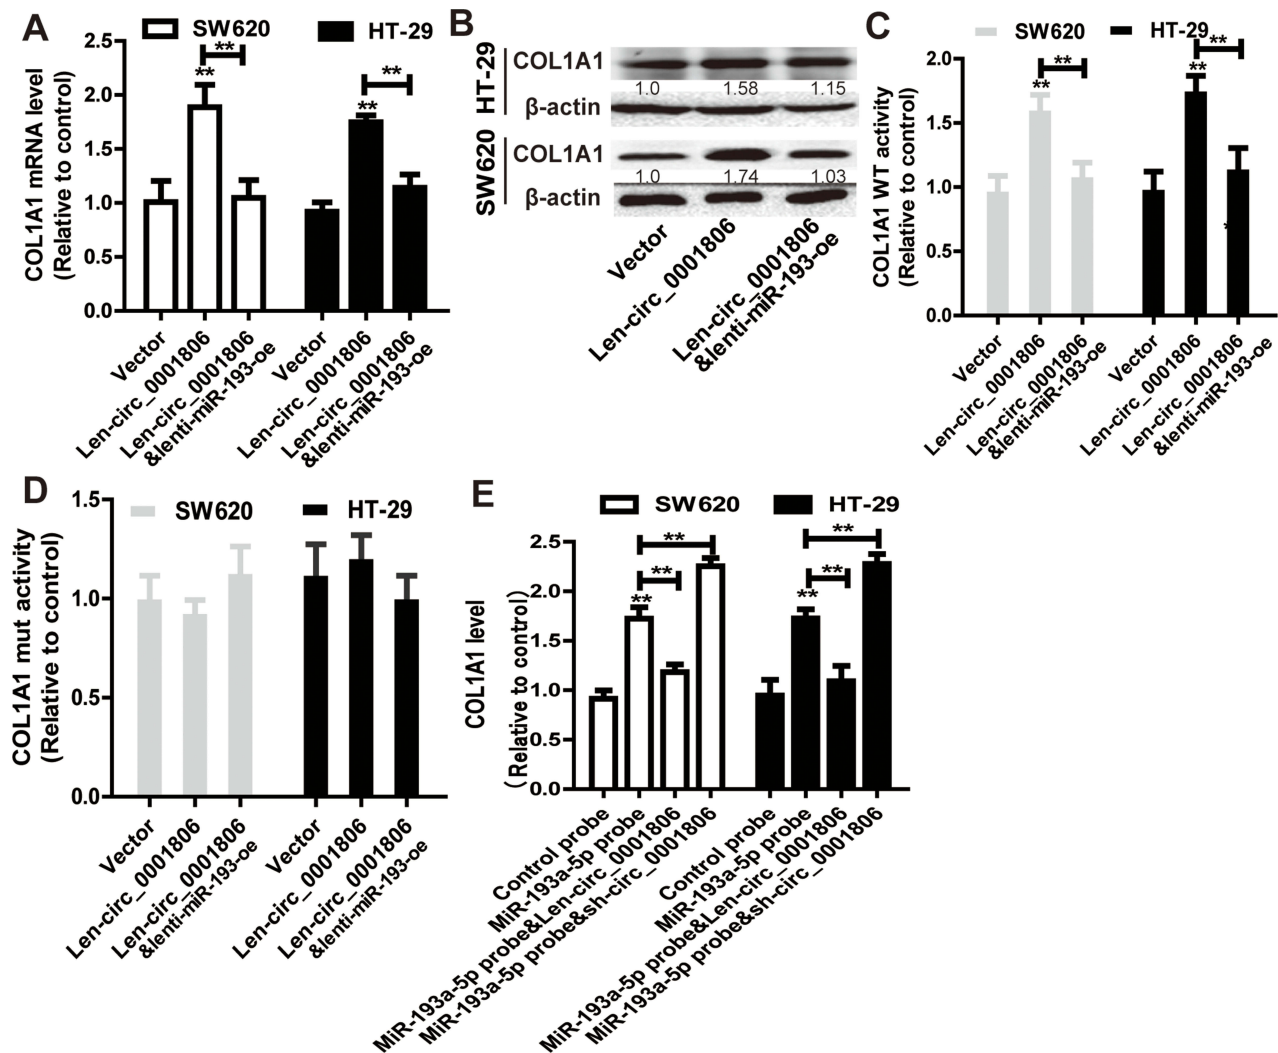 A
SW620
HT-29
COL1A1 mRNA level
(Relative to control)
2.5
2.0
1.5
1.0
0.5
0.0
**
**
**
**
Vector
Len-circ_0001806
Len-circ_0001806
&lenti-miR-193-oe
Vector
Len-circ_0001806
Len-circ_0001806
&lenti-miR-193-oe
B
HT-29
COL1A1
1.0 1.58 1.15
β-actin
SW620
COL1A1
1.0 1.74 1.03
β-actin
Vector
Len-circ_0001806
Len-circ_0001806
&lenti-miR-193-oe
C
SW620
HT-29
COL1A1 WT activity
(Relative to control)
2.0
1.5
1.0
0.5
0.0
**
**
**
**
*
Vector
Len-circ_0001806
Len-circ_0001806
&lenti-miR-193-oe
Vector
Len-circ_0001806
Len-circ_0001806
&lenti-miR-193-oe
D
SW620
HT-29
COL1A1 mut activity
(Relative to control)
1.5
1.0
0.5
0.0
Vector
Len-circ_0001806
Len-circ_0001806
&lenti-miR-193-oe
Vector
Len-circ_0001806
Len-circ_0001806
&lenti-miR-193-oe
E
SW620
HT-29
COL1A1 level
(Relative to control)
2.5
2.0
1.5
1.0
0.5
0.0
**
**
**
**
**
**
Control probe
MiR-193a-5p probe
MiR-193a-5p probe&Len-circ_0001806
MiR-193a-5p probe&sh-circ_0001806
Control probe
MiR-193a-5p probe
MiR-193a-5p probe&Len-circ_0001806
MiR-193a-5p probe&sh-circ_0001806